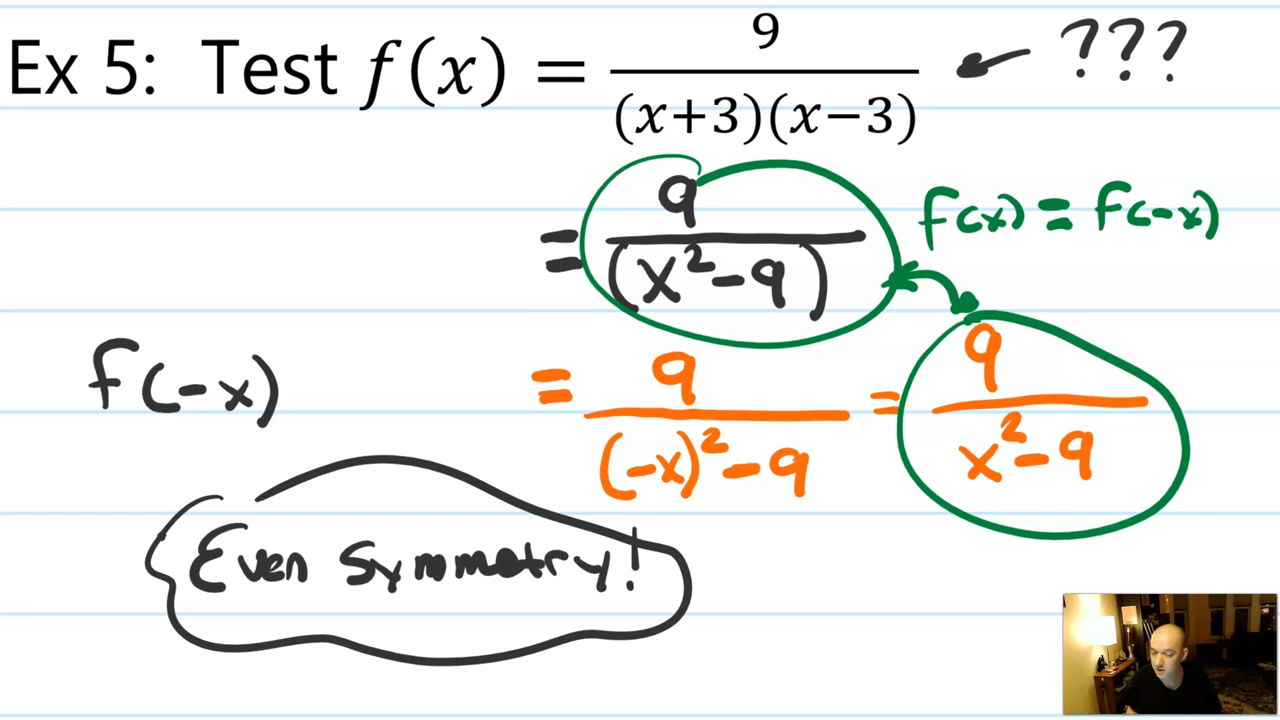 Ex 5: Test f(x) = 9/((x+3)(x−3)) ???
= 9/(x²-9)
f(x) = f(-x)
f(-x) = 9/((-x)²-9) = 9/(x²-9)
Even Symmetry!